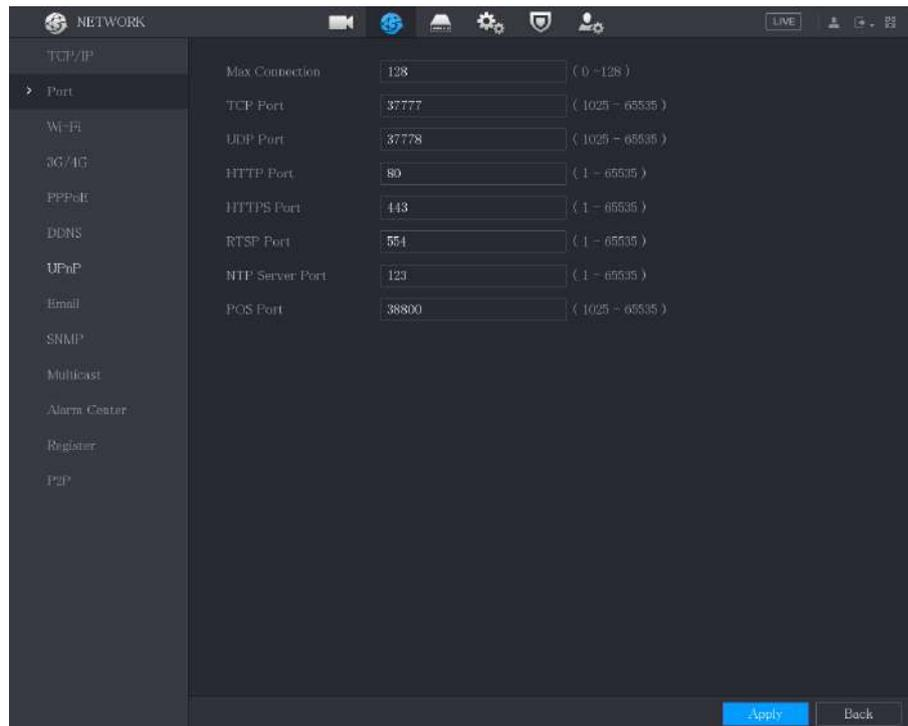 NETWORK
LIVE
TCP/IP
Port
Wi-Fi
3G/4G
PPPoE
DDNS
UPnP
Email
SNMP
Multicast
Alarm Center
Register
P2P
Max Connection 128 ( 0 ~128 )
TCP Port 37777 ( 1025 ~ 65535 )
UDP Port 37778 ( 1025 ~ 65535 )
HTTP Port 80 ( 1 ~ 65535 )
HTTPS Port 443 ( 1 ~ 65535 )
RTSP Port 554 ( 1 ~ 65535 )
NTP Server Port 123 ( 1 ~ 65535 )
POS Port 38800 ( 1025 ~ 65535 )
Apply Back